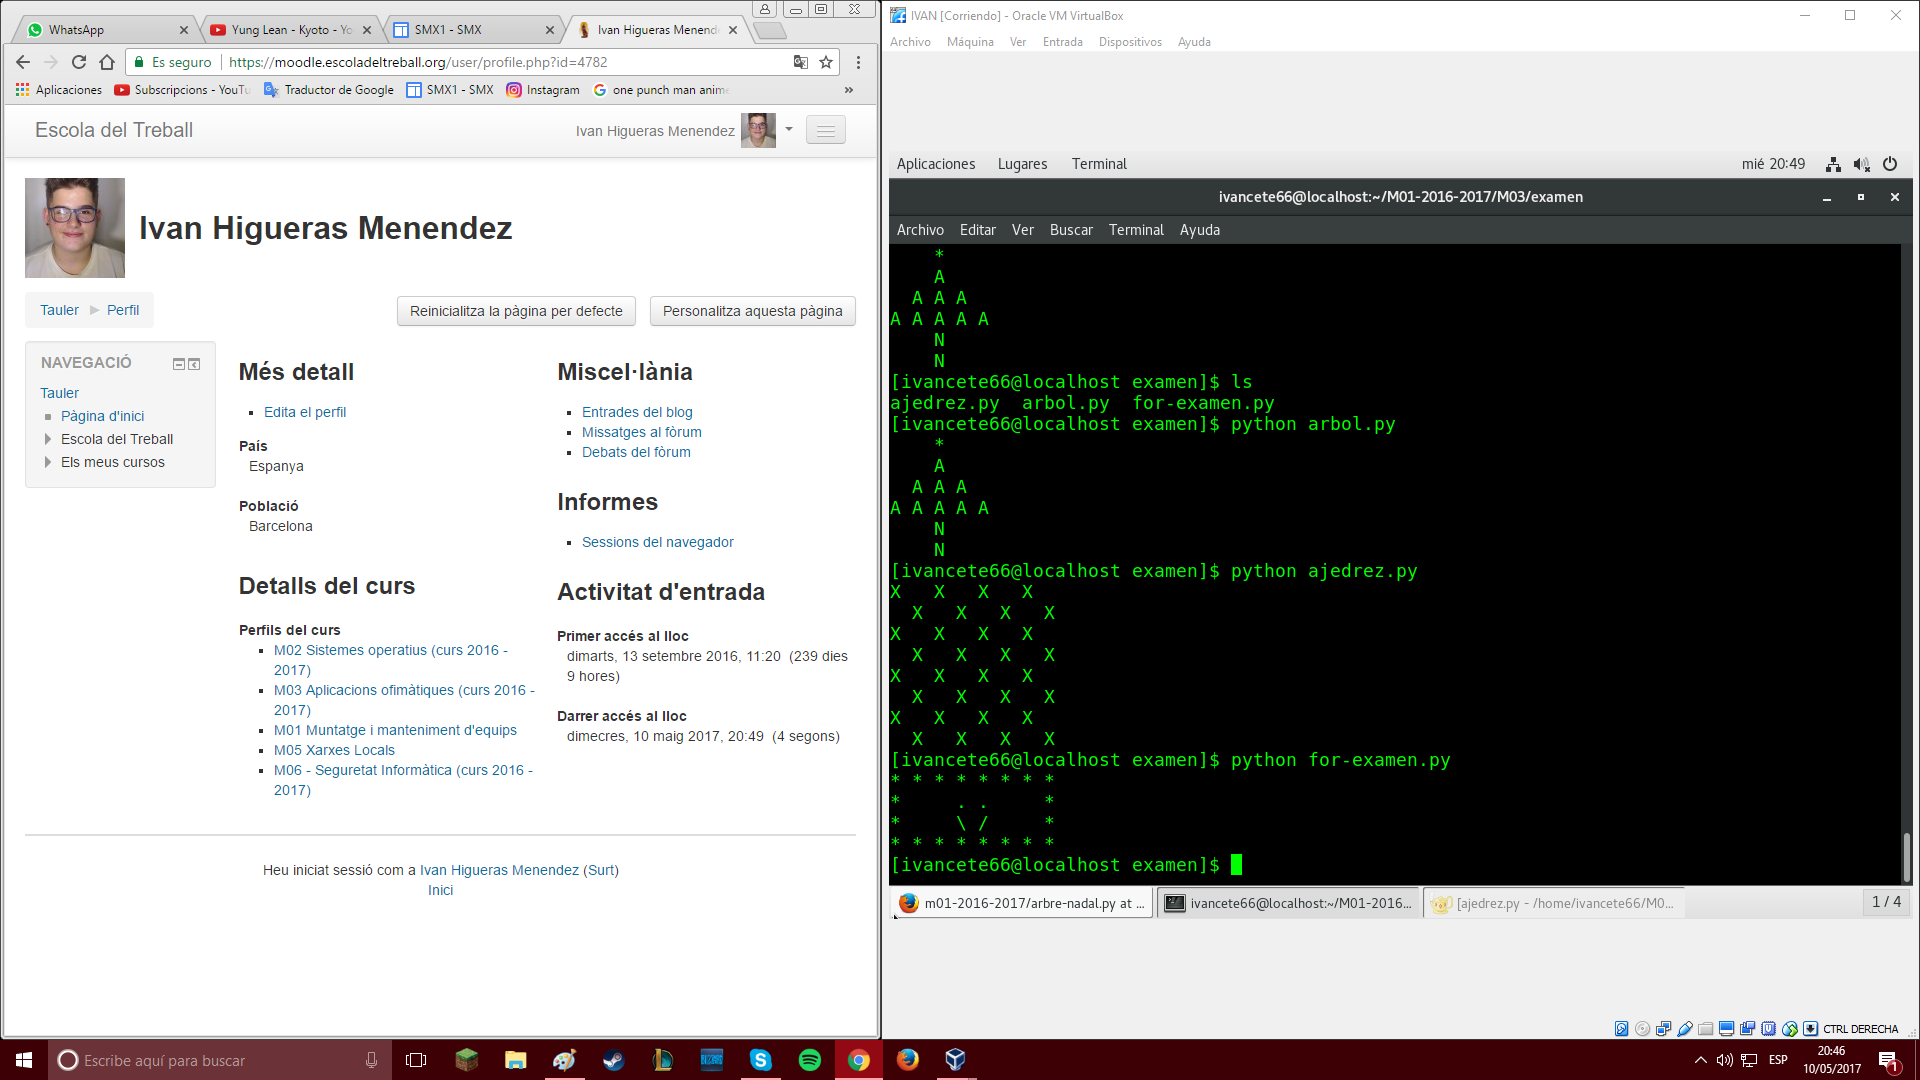 WhatsApp
Yung Lean - Kyoto - Yo
SMX1 - SMX
Ivan Higueras Menend
Es seguro
https://moodle.escoladeltreball.org/user/profile.php?id=4782
Aplicaciones
Subscripcions - YouTu
Traductor de Google
SMX1 - SMX
Instagram
one punch man anime
»
Escola del Treball
Ivan Higueras Menendez
Ivan Higueras Menendez
Tauler
Perfil
Reinicialitza la pàgina per defecte
Personalitza aquesta pàgina
NAVEGACIÓ
Tauler
Pàgina d'inici
Escola del Treball
Els meus cursos
Més detall
Edita el perfil
País
Espanya
Població
Barcelona
Detalls del curs
Perfils del curs
M02 Sistemes operatius (curs 2016 -
2017)
M03 Aplicacions ofimàtiques (curs 2016 -
2017)
M01 Muntatge i manteniment d'equips
M05 Xarxes Locals
M06 - Seguretat Informàtica (curs 2016 -
2017)
Miscel·lània
Entrades del blog
Missatges al fòrum
Debats del fòrum
Informes
Sessions del navegador
Activitat d'entrada
Primer accés al lloc
dimarts, 13 setembre 2016, 11:20 (239 dies
9 hores)
Darrer accés al lloc
dimecres, 10 maig 2017, 20:49 (4 segons)
Heu iniciat sessió com a Ivan Higueras Menendez (Surt)
Inici
IVAN [Corriendo] - Oracle VM VirtualBox
Archivo Máquina Ver Entrada Dispositivos Ayuda
Aplicaciones Lugares Terminal
mié 20:49
ivancete66@localhost:~/M01-2016-2017/M03/examen
Archivo Editar Ver Buscar Terminal Ayuda
    *
    A
  A A A
A A A A A
    N
    N
[ivancete66@localhost examen]$ ls
ajedrez.py  arbol.py  for-examen.py
[ivancete66@localhost examen]$ python arbol.py
    *
    A
  A A A
A A A A A
    N
    N
[ivancete66@localhost examen]$ python ajedrez.py
X   X   X   X
  X   X   X   X
X   X   X   X
  X   X   X   X
X   X   X   X
  X   X   X   X
X   X   X   X
  X   X   X   X
[ivancete66@localhost examen]$ python for-examen.py
* * * * * * * *
*     . .     *
*     \ /     *
* * * * * * * *
[ivancete66@localhost examen]$
m01-2016-2017/arbre-nadal.py at ...
ivancete66@localhost:~/M01-2016...
[ajedrez.py - /home/ivancete66/M0...
1 / 4
CTRL DERECHA
Escribe aquí para buscar
ESP
20:46
10/05/2017
1